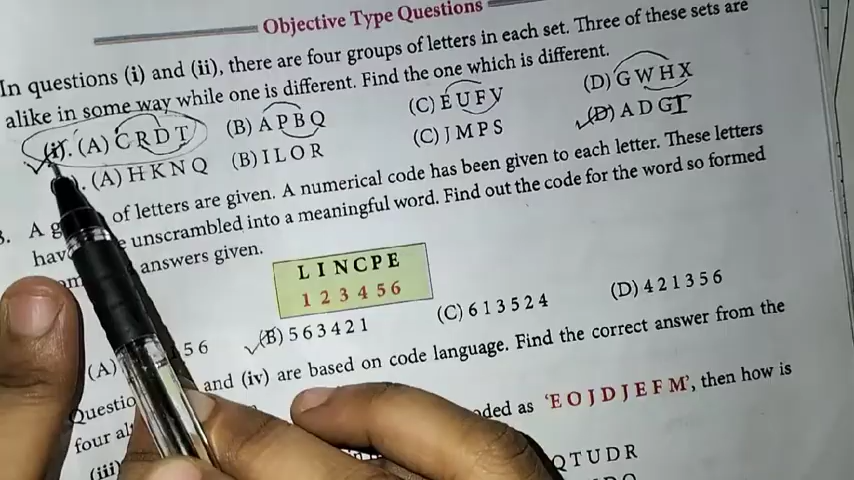 Objective Type Questions
In questions (i) and (ii), there are four groups of letters in each set. Three of these sets are
alike in some way while one is different. Find the one which is different.
(i). (A) C R D T (B) A P B Q (C) E U F Y (D) G W H X
(A) H K N Q (B) I L O R (C) J M P S (D) A D G I
of letters are given. A numerical code has been given to each letter. These letters
unscrambled into a meaningful word. Find out the code for the word so formed
answers given.
L I N C P E
1 2 3 4 5 6
(A) 5 6 (B) 5 6 3 4 2 1 (C) 6 1 3 5 2 4 (D) 4 2 1 3 5 6
and (iv) are based on code language. Find the correct answer from the
four
'E O J D J E F M', then how is
(iii)
Q T U D R